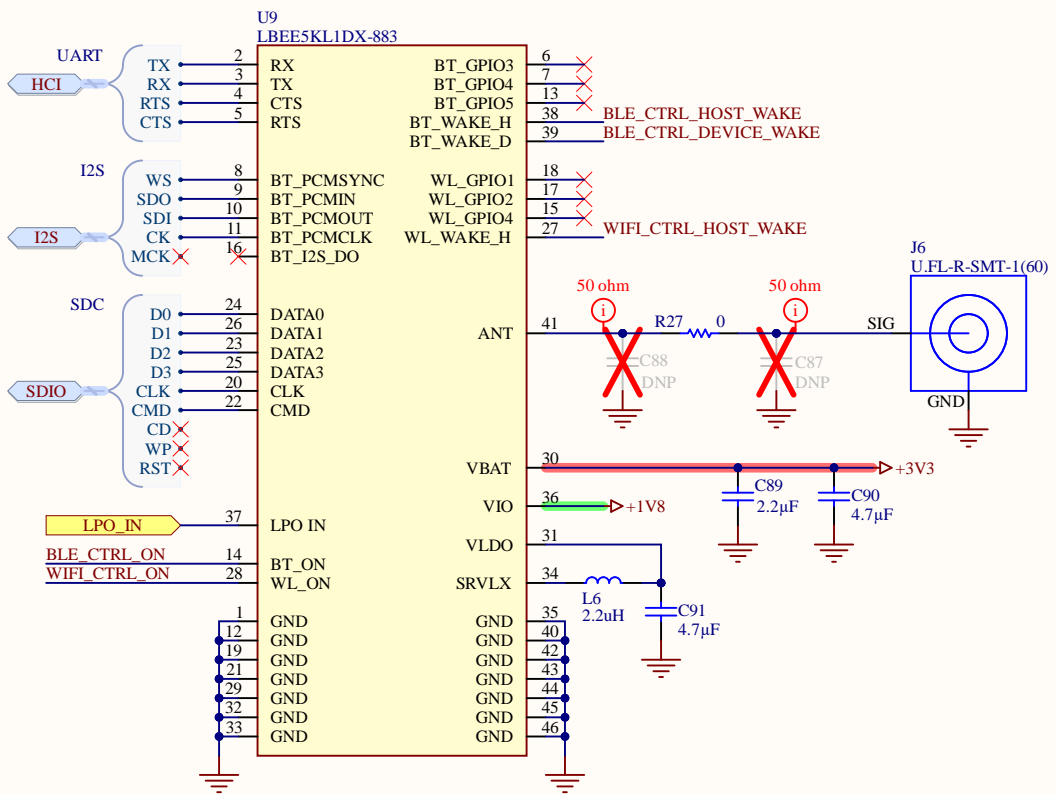 U9
LBEE5KL1DX-883
UART
HCI
TX 2 RX
RX 3 TX
RTS 4 CTS
CTS 5 RTS
I2S
I2S
WS 8 BT_PCMSYNC
SDO 9 BT_PCMIN
SDI 10 BT_PCMOUT
CK 11 BT_PCMCLK
MCK 16 BT_I2S_DO
SDC
SDIO
D0 24 DATA0
D1 26 DATA1
D2 23 DATA2
D3 25 DATA3
CLK 20 CLK
CMD 22 CMD
CD
WP
RST
LPO_IN 37 LPO IN
BLE_CTRL_ON 14 BT_ON
WIFI_CTRL_ON 28 WL_ON
1 GND
12 GND
19 GND
21 GND
29 GND
32 GND
33 GND
BT_GPIO3 6
BT_GPIO4 7
BT_GPIO5 13
BT_WAKE_H 38 BLE_CTRL_HOST_WAKE
BT_WAKE_D 39 BLE_CTRL_DEVICE_WAKE
WL_GPIO1 18
WL_GPIO2 17
WL_GPIO4 15
WL_WAKE_H 27 WIFI_CTRL_HOST_WAKE
ANT 41
50 ohm
i
C88
DNP
R27 0
50 ohm
i
C87
DNP
J6
U.FL-R-SMT-1(60)
SIG
GND
VBAT 30 +3V3
C89
2.2µF
C90
4.7µF
VIO 36 +1V8
VLDO 31
SRVLX 34
L6
2.2uH
C91
4.7µF
GND 35
GND 40
GND 42
GND 43
GND 44
GND 45
GND 46